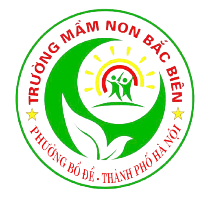 TRƯỜNG MẦM NON BẮC BIÊN
PHƯỜNG BỒ ĐỀ - THÀNH PHỐ HÀ NỘI